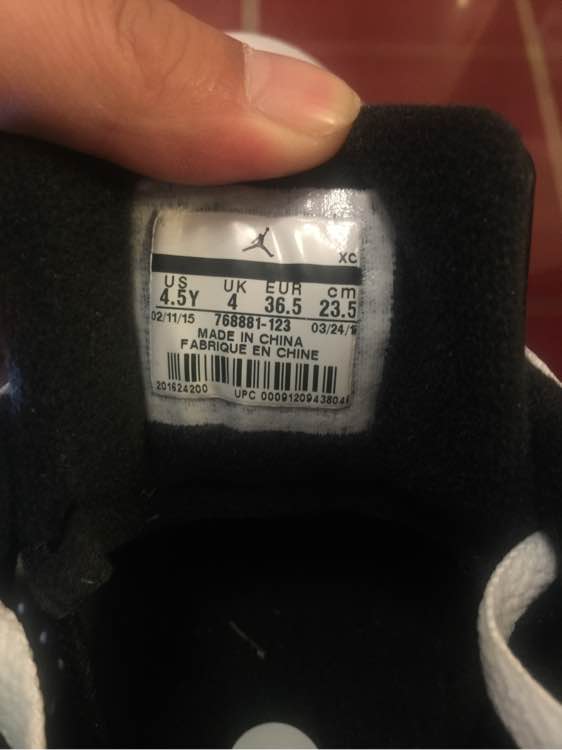 XC
US UK EUR cm
4.5Y 4 36.5 23.5
02/11/15 768881-123
MADE IN CHINA
FABRIQUE EN CHINE
201624200 UPC